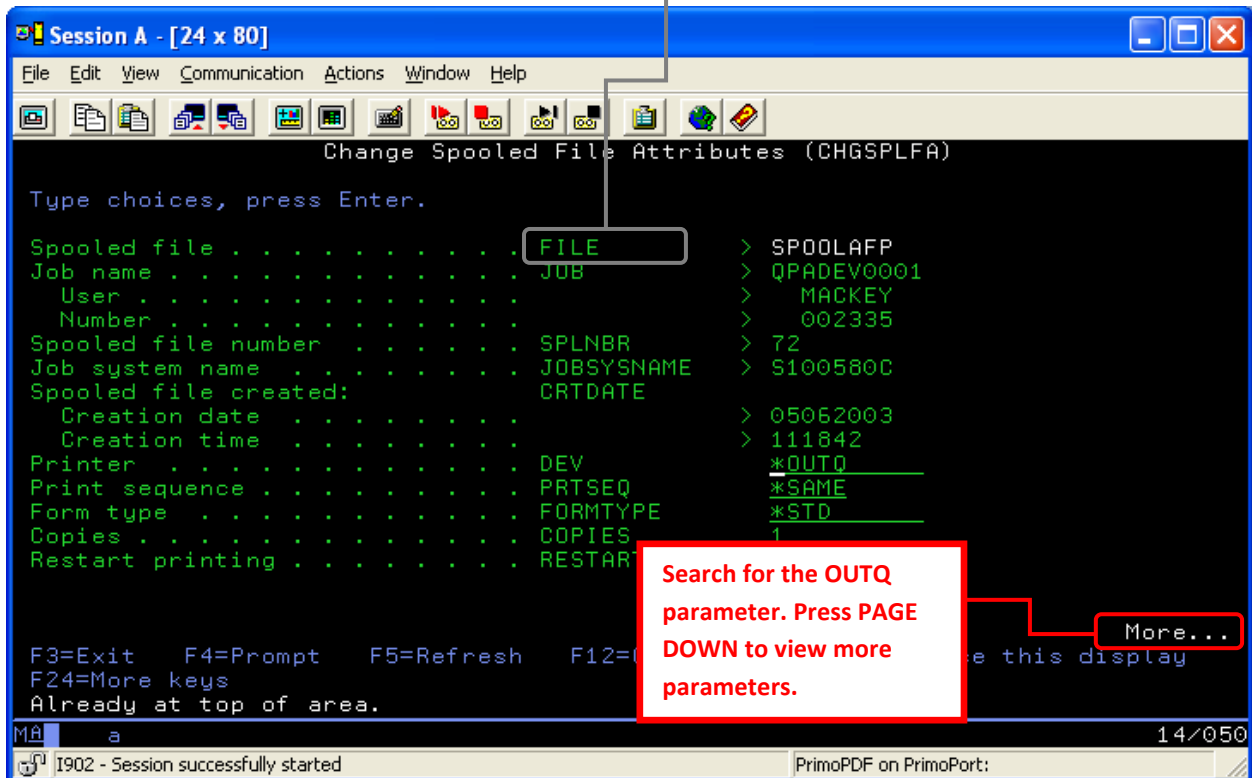 Session A - [24 x 80]
File Edit View Communication Actions Window Help
Change Spooled File Attributes (CHGSPLFA)
Type choices, press Enter.
Spooled file . . . . . . . . . . . FILE > SPOOLAFP
Job name . . . . . . . . . . . . . JOB > QPADEV0001
User . . . . . . . . . . . . . . > MACKEY
Number . . . . . . . . . . . . . > 002335
Spooled file number . . . . . . SPLNBR > 72
Job system name . . . . . . . . JOBSYSNAME > S100580C
Spooled file created: CRTDATE
Creation date . . . . . . . . > 05062003
Creation time . . . . . . . . > 111842
Printer . . . . . . . . . . . . . DEV *OUTQ
Print sequence . . . . . . . . . . PRTSEQ *SAME
Form type . . . . . . . . . . . FORMTYPE *STD
Copies . . . . . . . . . . . . . . COPIES 1
Restart printing . . . . . . . . RESTART
Search for the OUTQ
parameter. Press PAGE
DOWN to view more
parameters.
More...
F3=Exit F4=Prompt F5=Refresh F12= this display
F24=More keys
Already at top of area.
MA a 14/050
I902 - Session successfully started PrimoPDF on PrimoPort: